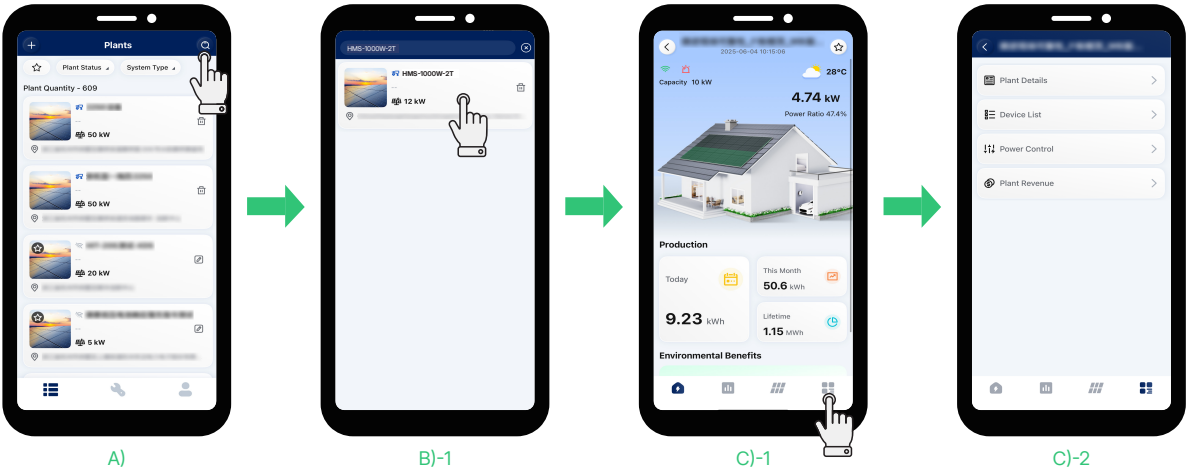 Plants
Plant Status
System Type
Plant Quantity - 609
--
50 kW
--
50 kW
--
20 kW
--
5 kW
A)
HMS-1000W-2T
HMS-1000W-2T
--
12 kW
B)-1
2025-06-04 10:15:06
Capacity 10 kW
28°C
4.74 kW
Power Ratio 47.4%
Production
Today
9.23 kWh
This Month
50.6 kWh
Lifetime
1.15 MWh
Environmental Benefits
C)-1
Plant Details
Device List
Power Control
Plant Revenue
C)-2